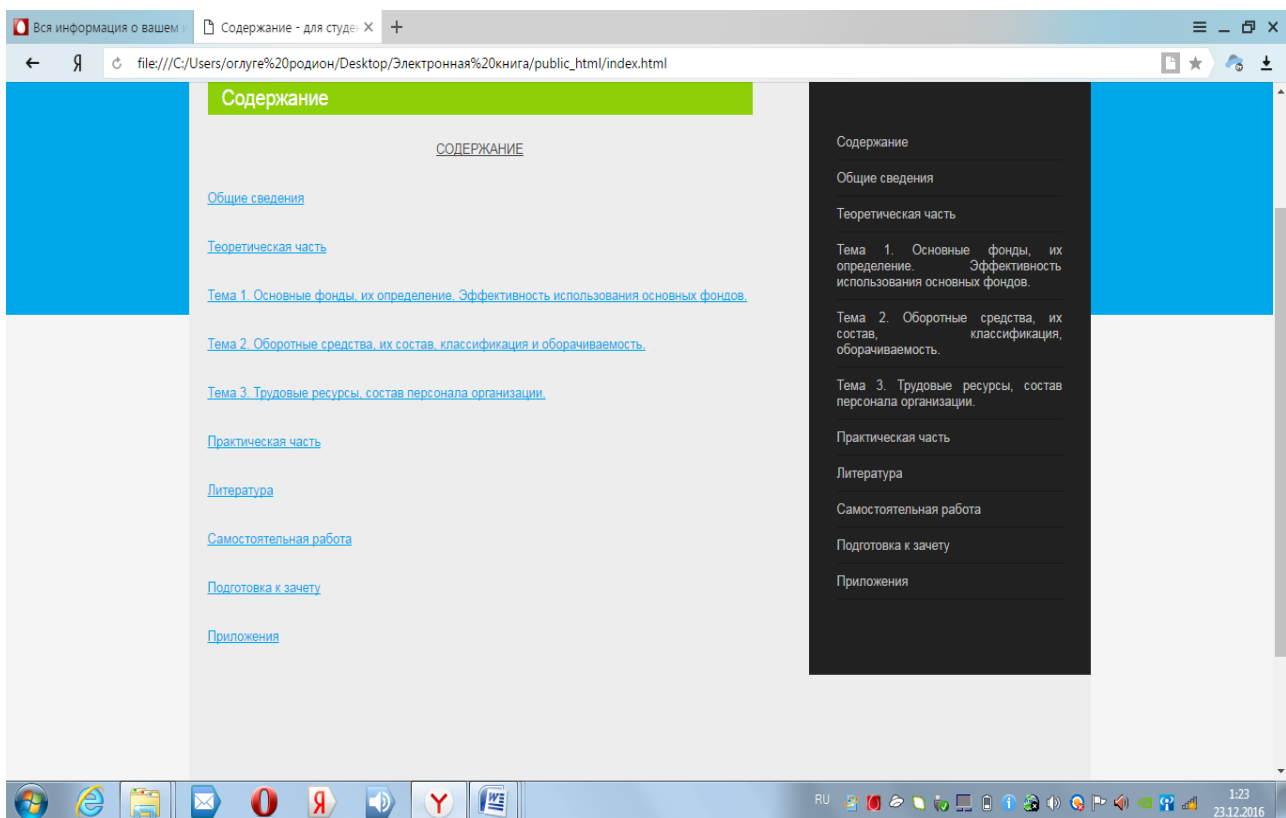 Вся информация о вашем
Содержание - для студе
file:///C:/Users/оглуге%20родион/Desktop/Электронная%20книга/public_html/index.html
Содержание
СОДЕРЖАНИЕ
Общие сведения
Теоретическая часть
Тема 1. Основные фонды, их определение. Эффективность использования основных фондов.
Тема 2. Оборотные средства, их состав, классификация и оборачиваемость.
Тема 3. Трудовые ресурсы, состав персонала организации.
Практическая часть
Литература
Самостоятельная работа
Подготовка к зачету
Приложения
Содержание
Общие сведения
Теоретическая часть
Тема 1. Основные фонды, их
определение. Эффективность
использования основных фондов.
Тема 2. Оборотные средства, их
состав, классификация,
оборачиваемость.
Тема 3. Трудовые ресурсы, состав
персонала организации.
Практическая часть
Литература
Самостоятельная работа
Подготовка к зачету
Приложения
RU
1:23
23.12.2016